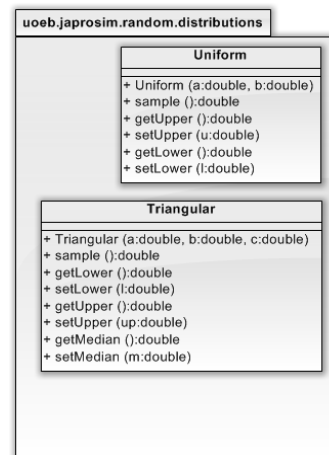 uoeb.japrosim.random.distributions
Uniform
+ Uniform (a:double, b:double)
+ sample ():double
+ getUpper ():double
+ setUpper (u:double)
+ getLower ():double
+ setLower (l:double)
Triangular
+ Triangular (a:double, b:double, c:double)
+ sample ():double
+ getLower ():double
+ setLower (l:double)
+ getUpper ():double
+ setUpper (up:double)
+ getMedian ():double
+ setMedian (m:double)